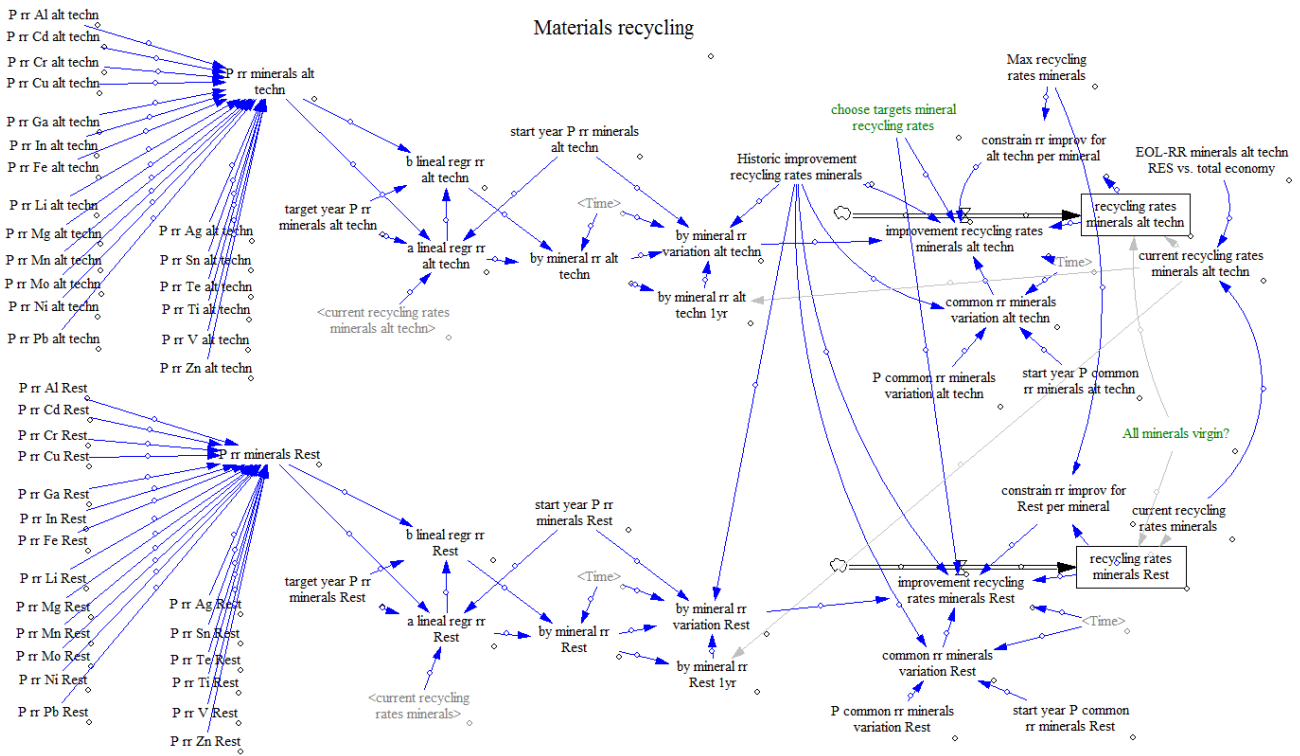 Materials recycling
P rr Al alt techn
P rr Cd alt techn
P rr Cr alt techn
P rr Cu alt techn
P rr Ga alt techn
P rr In alt techn
P rr Fe alt techn
P rr Li alt techn
P rr Mg alt techn
P rr Mn alt techn
P rr Mo alt techn
P rr Ni alt techn
P rr Pb alt techn
P rr Ag alt techn
P rr Sn alt techn
P rr Te alt techn
P rr Ti alt techn
P rr V alt techn
P rr Zn alt techn
P rr minerals alt
techn
b lineal regr rr
alt techn
target year P rr
minerals alt techn
a lineal regr rr
alt techn
<current recycling rates
minerals alt techn>
start year P rr minerals
alt techn
<Time>
by mineral rr alt
techn
by mineral rr
variation alt techn
by mineral rr alt
techn 1yr
Historic improvement
recycling rates minerals
choose targets mineral
recycling rates
Max recycling
rates minerals
constrain rr improv for
alt techn per mineral
EOL-RR minerals alt techn
RES vs. total economy
recycling rates
minerals alt techn
improvement recycling rates
minerals alt techn
current recycling rates
minerals alt techn
<Time>
common rr minerals
variation alt techn
P common rr minerals
variation alt techn
start year P common
rr minerals alt techn
All minerals virgin?
P rr Al Rest
P rr Cd Rest
P rr Cr Rest
P rr Cu Rest
P rr Ga Rest
P rr In Rest
P rr Fe Rest
P rr Li Rest
P rr Mg Rest
P rr Mn Rest
P rr Mo Rest
P rr Ni Rest
P rr Pb Rest
P rr Ag Rest
P rr Sn Rest
P rr Te Rest
P rr Ti Rest
P rr V Rest
P rr Zn Rest
P rr minerals Rest
b lineal regr rr
Rest
target year P rr
minerals Rest
a lineal regr rr
Rest
<current recycling
rates minerals>
start year P rr
minerals Rest
<Time>
by mineral rr
Rest
by mineral rr
variation Rest
by mineral rr
Rest 1yr
constrain rr improv for
Rest per mineral
current recycling
rates minerals
recycling rates
minerals Rest
improvement recycling
rates minerals Rest
<Time>
common rr minerals
variation Rest
P common rr minerals
variation Rest
start year P common
rr minerals Rest